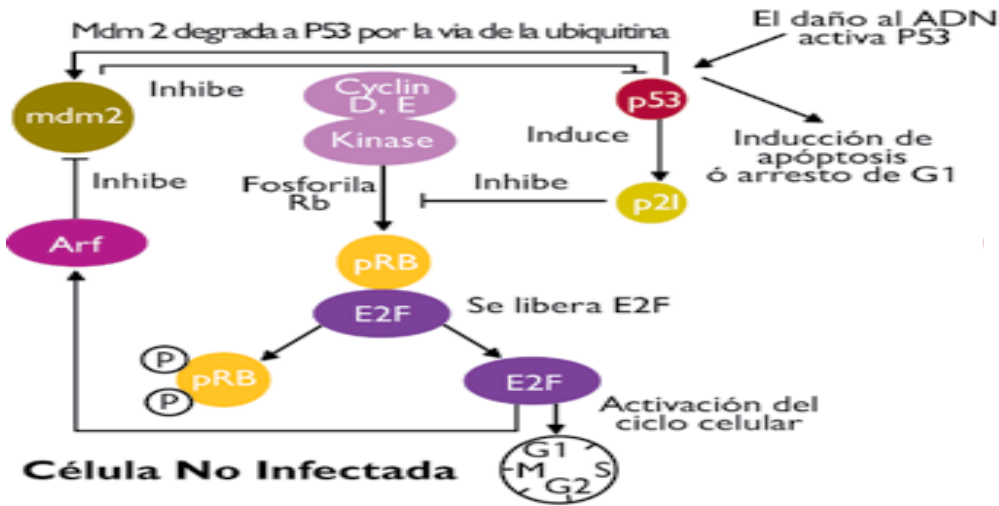 Mdm 2 degrada a P53 por la via de la ubiquitina
El daño al ADN
activa P53
mdm2
Inhibe
Cyclin
D, E
Kinase
p53
Induce
Inducción de
apóptosis
ó arresto de G1
Inhibe
Fosforila
Rb
Inhibe
p21
Arf
pRB
E2F
Se libera E2F
P
pRB
P
E2F
Activación del
ciclo celular
G1
M
S
G2
Célula No Infectada